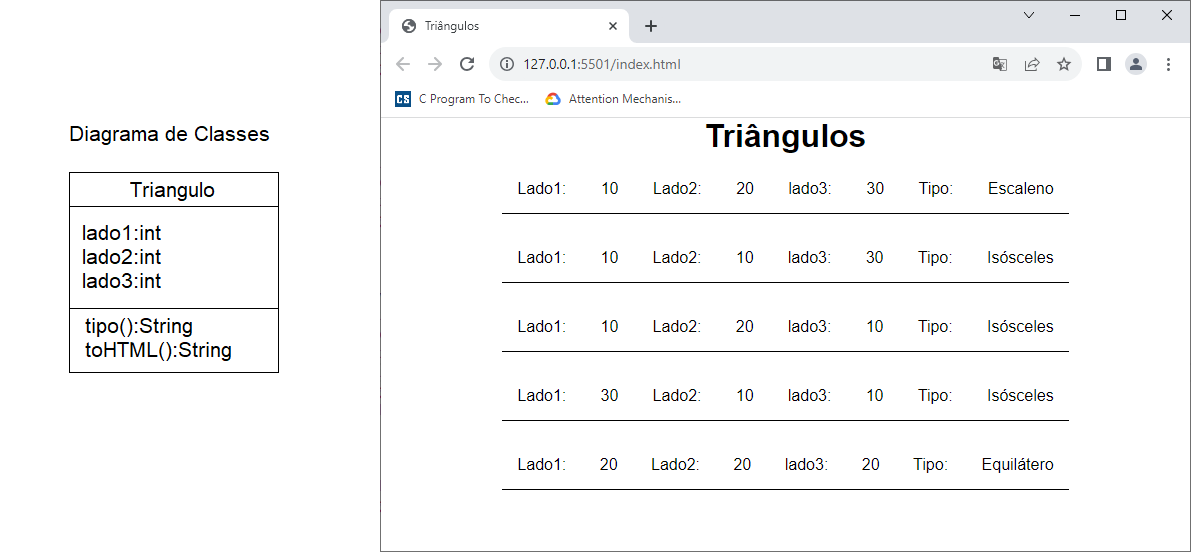 Diagrama de Classes
Triangulo
lado1:int
lado2:int
lado3:int
tipo():String
toHTML():String
Triângulos
127.0.0.1:5501/index.html
CS C Program To Chec... Attention Mechanis...
Triângulos
Lado1: 10 Lado2: 20 lado3: 30 Tipo: Escaleno
Lado1: 10 Lado2: 10 lado3: 30 Tipo: Isósceles
Lado1: 10 Lado2: 20 lado3: 10 Tipo: Isósceles
Lado1: 30 Lado2: 10 lado3: 10 Tipo: Isósceles
Lado1: 20 Lado2: 20 lado3: 20 Tipo: Equilátero